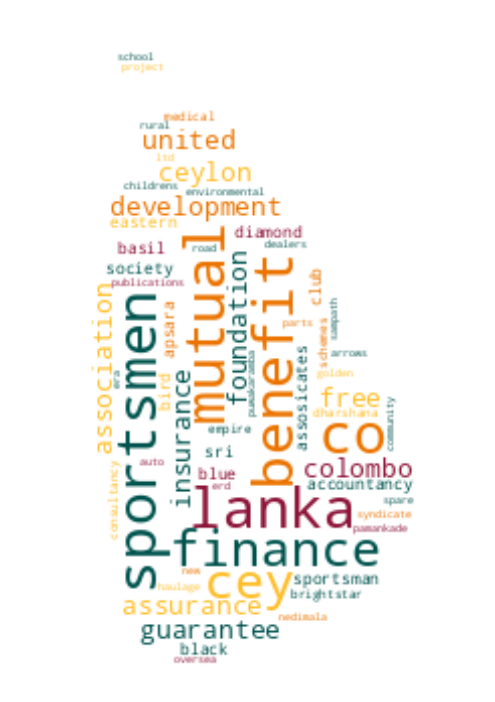 school
project
medical
rural
united
ltd
ceylon
childrens
environmental
development
eastern
diamond
basil
road
dealers
society
publications
mutual
benefit
foundation
club
association
sportsmen
apsara
sampath
parts
schemes
arrows
era
bird
insurance
assosicates
punakaramba
golden
free
dharshana
community
empire
co
sri
auto
blue
colombo
erd
accountancy
consultancy
lanka
spare
syndicate
pamankade
finance
new
cey
sportsman
haulage
brightstar
assurance
nedimala
guarantee
black
oversea